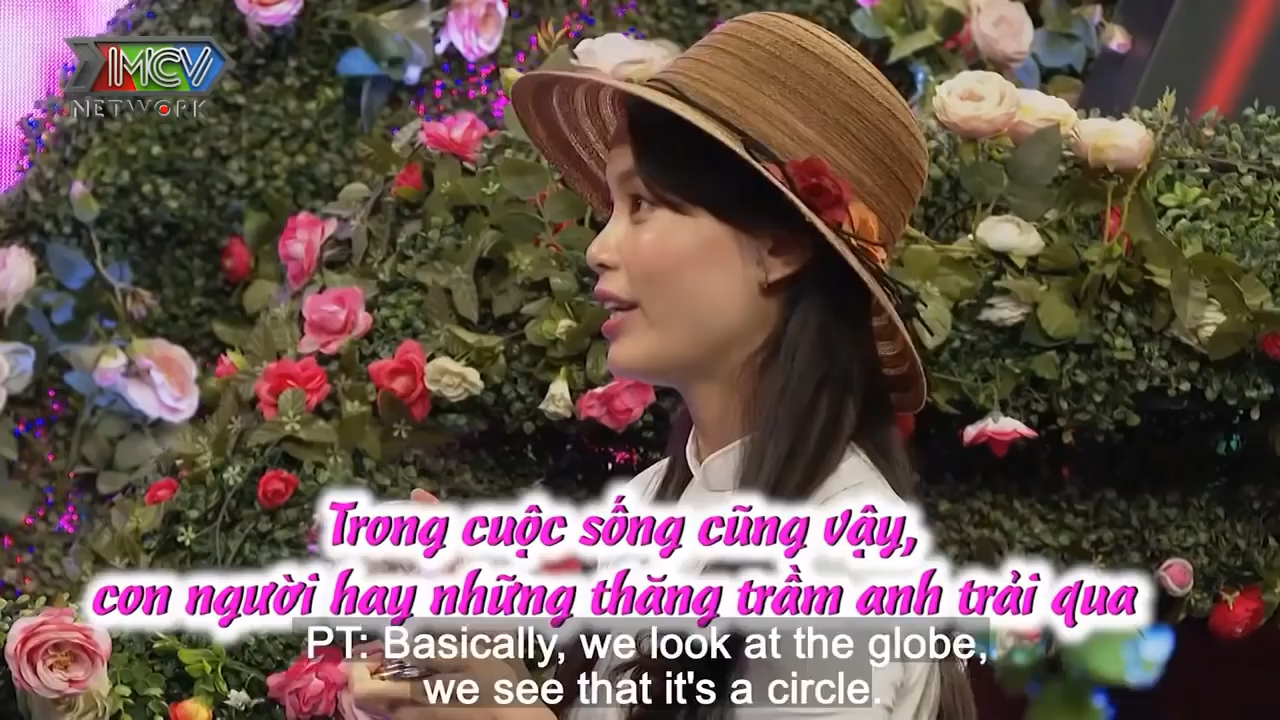 MCV
NETWORK
Trong cuộc sống cũng vậy,
con người hay những thăng trầm anh trải qua
PT: Basically, we look at the globe,
we see that it's a circle.